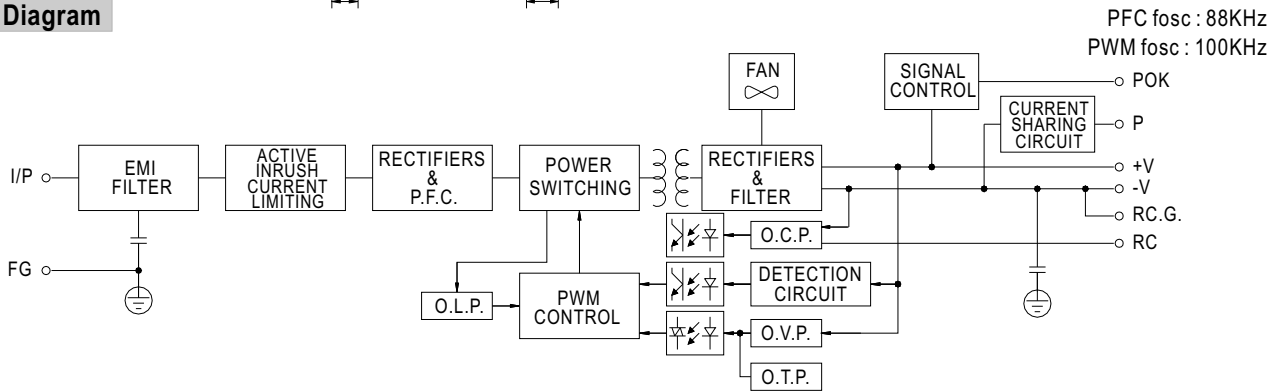 Diagram
PFC fosc : 88KHz
PWM fosc : 100KHz
FAN
SIGNAL
CONTROL
POK
CURRENT
SHARING
CIRCUIT
P
I/P
EMI
FILTER
ACTIVE
INRUSH
CURRENT
LIMITING
RECTIFIERS
&
P.F.C.
POWER
SWITCHING
RECTIFIERS
&
FILTER
+V
-V
RC.G.
RC
O.C.P.
FG
DETECTION
CIRCUIT
O.L.P.
PWM
CONTROL
O.V.P.
O.T.P.